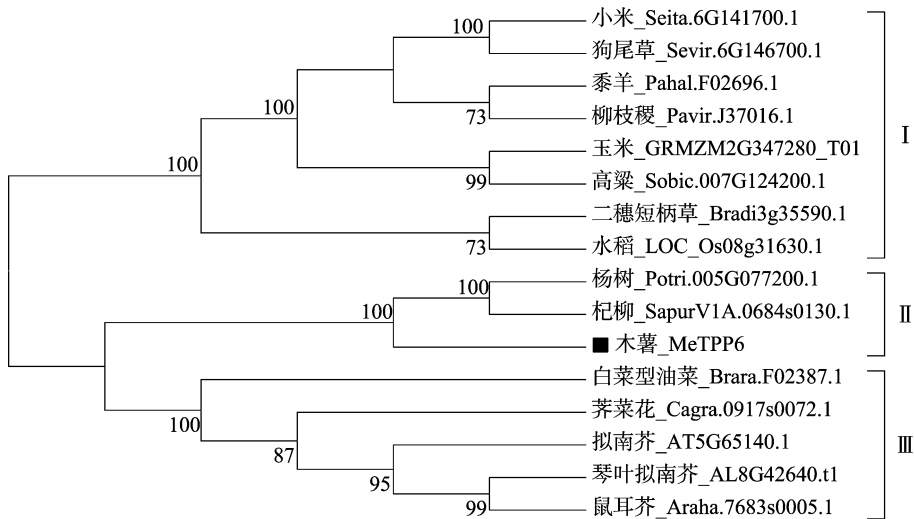 100
小米_Seita.6G141700.1
狗尾草_Sevir.6G146700.1
黍羊_Pahal.F02696.1
100
73
柳枝稷_Pavir.J37016.1
Ⅰ
玉米_GRMZM2G347280_T01
100
99
高粱_Sobic.007G124200.1
二穗短柄草_Bradi3g35590.1
73
水稻_LOC_Os08g31630.1
杨树_Potri.005G077200.1
100
100
杞柳_SapurV1A.0684s0130.1
Ⅱ
■ 木薯_MeTPP6
白菜型油菜_Brara.F02387.1
100
荠菜花_Cagra.0917s0072.1
87
拟南芥_AT5G65140.1
Ⅲ
95
琴叶拟南芥_AL8G42640.t1
99
鼠耳芥_Araha.7683s0005.1